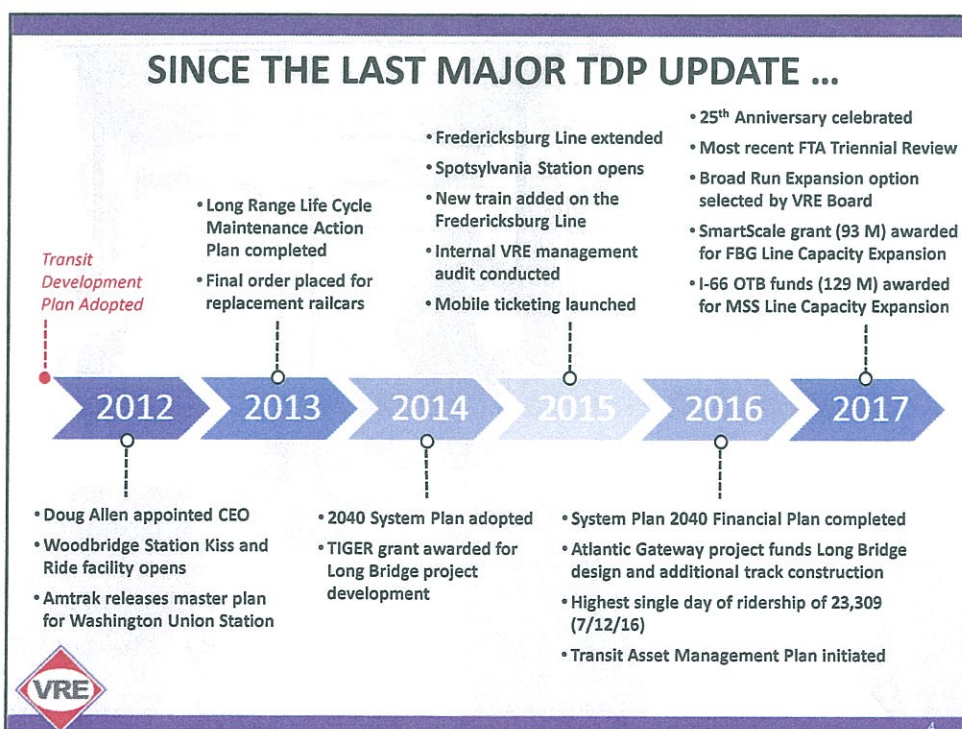 SINCE THE LAST MAJOR TDP UPDATE ...
Transit
Development
Plan Adopted
• Long Range Life Cycle
Maintenance Action
Plan completed
• Final order placed for
replacement railcars
• Fredericksburg Line extended
• Spotsylvania Station opens
• New train added on the
Fredericksburg Line
• Internal VRE management
audit conducted
• Mobile ticketing launched
• 25th Anniversary celebrated
• Most recent FTA Triennial Review
• Broad Run Expansion option
selected by VRE Board
• SmartScale grant (93 M) awarded
for FBG Line Capacity Expansion
• I-66 OTB funds (129 M) awarded
for MSS Line Capacity Expansion
2012 2013 2014 2015 2016 2017
• Doug Allen appointed CEO
• Woodbridge Station Kiss and
Ride facility opens
• Amtrak releases master plan
for Washington Union Station
• 2040 System Plan adopted
• TIGER grant awarded for
Long Bridge project
development
• System Plan 2040 Financial Plan completed
• Atlantic Gateway project funds Long Bridge
design and additional track construction
• Highest single day of ridership of 23,309
(7/12/16)
• Transit Asset Management Plan initiated
VRE
4